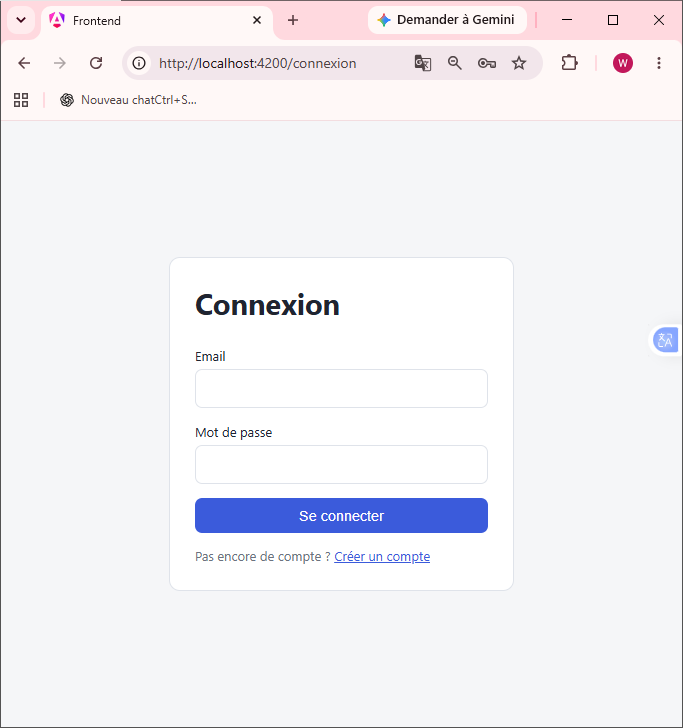 Frontend
Demander à Gemini
http://localhost:4200/connexion
W
Nouveau chatCtrl+S...
Connexion
Email
Mot de passe
Se connecter
Pas encore de compte ? Créer un compte